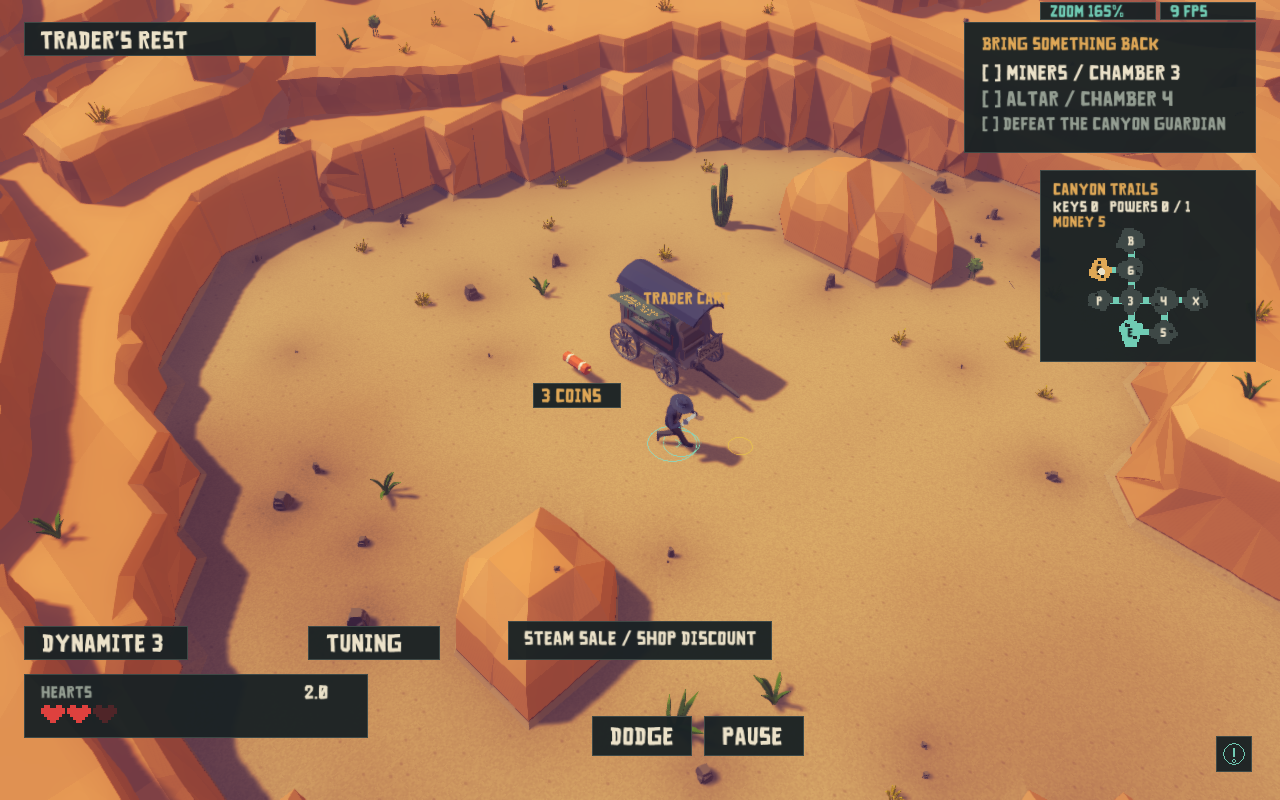 TRADER'S REST
ZOOM 165%
9 FPS
BRING SOMETHING BACK
[ ] MINERS / CHAMBER 3
[ ] ALTAR / CHAMBER 4
[ ] DEFEAT THE CANYON GUARDIAN
CANYON TRAILS
KEYS 0 POWERS 0 / 1
MONEY 5
B
6
P 3 4 X
E 5
TRADER
3 COINS
DYNAMITE 3
TUNING
STEAM SALE / SHOP DISCOUNT
HEARTS 2.0
DODGE
PAUSE